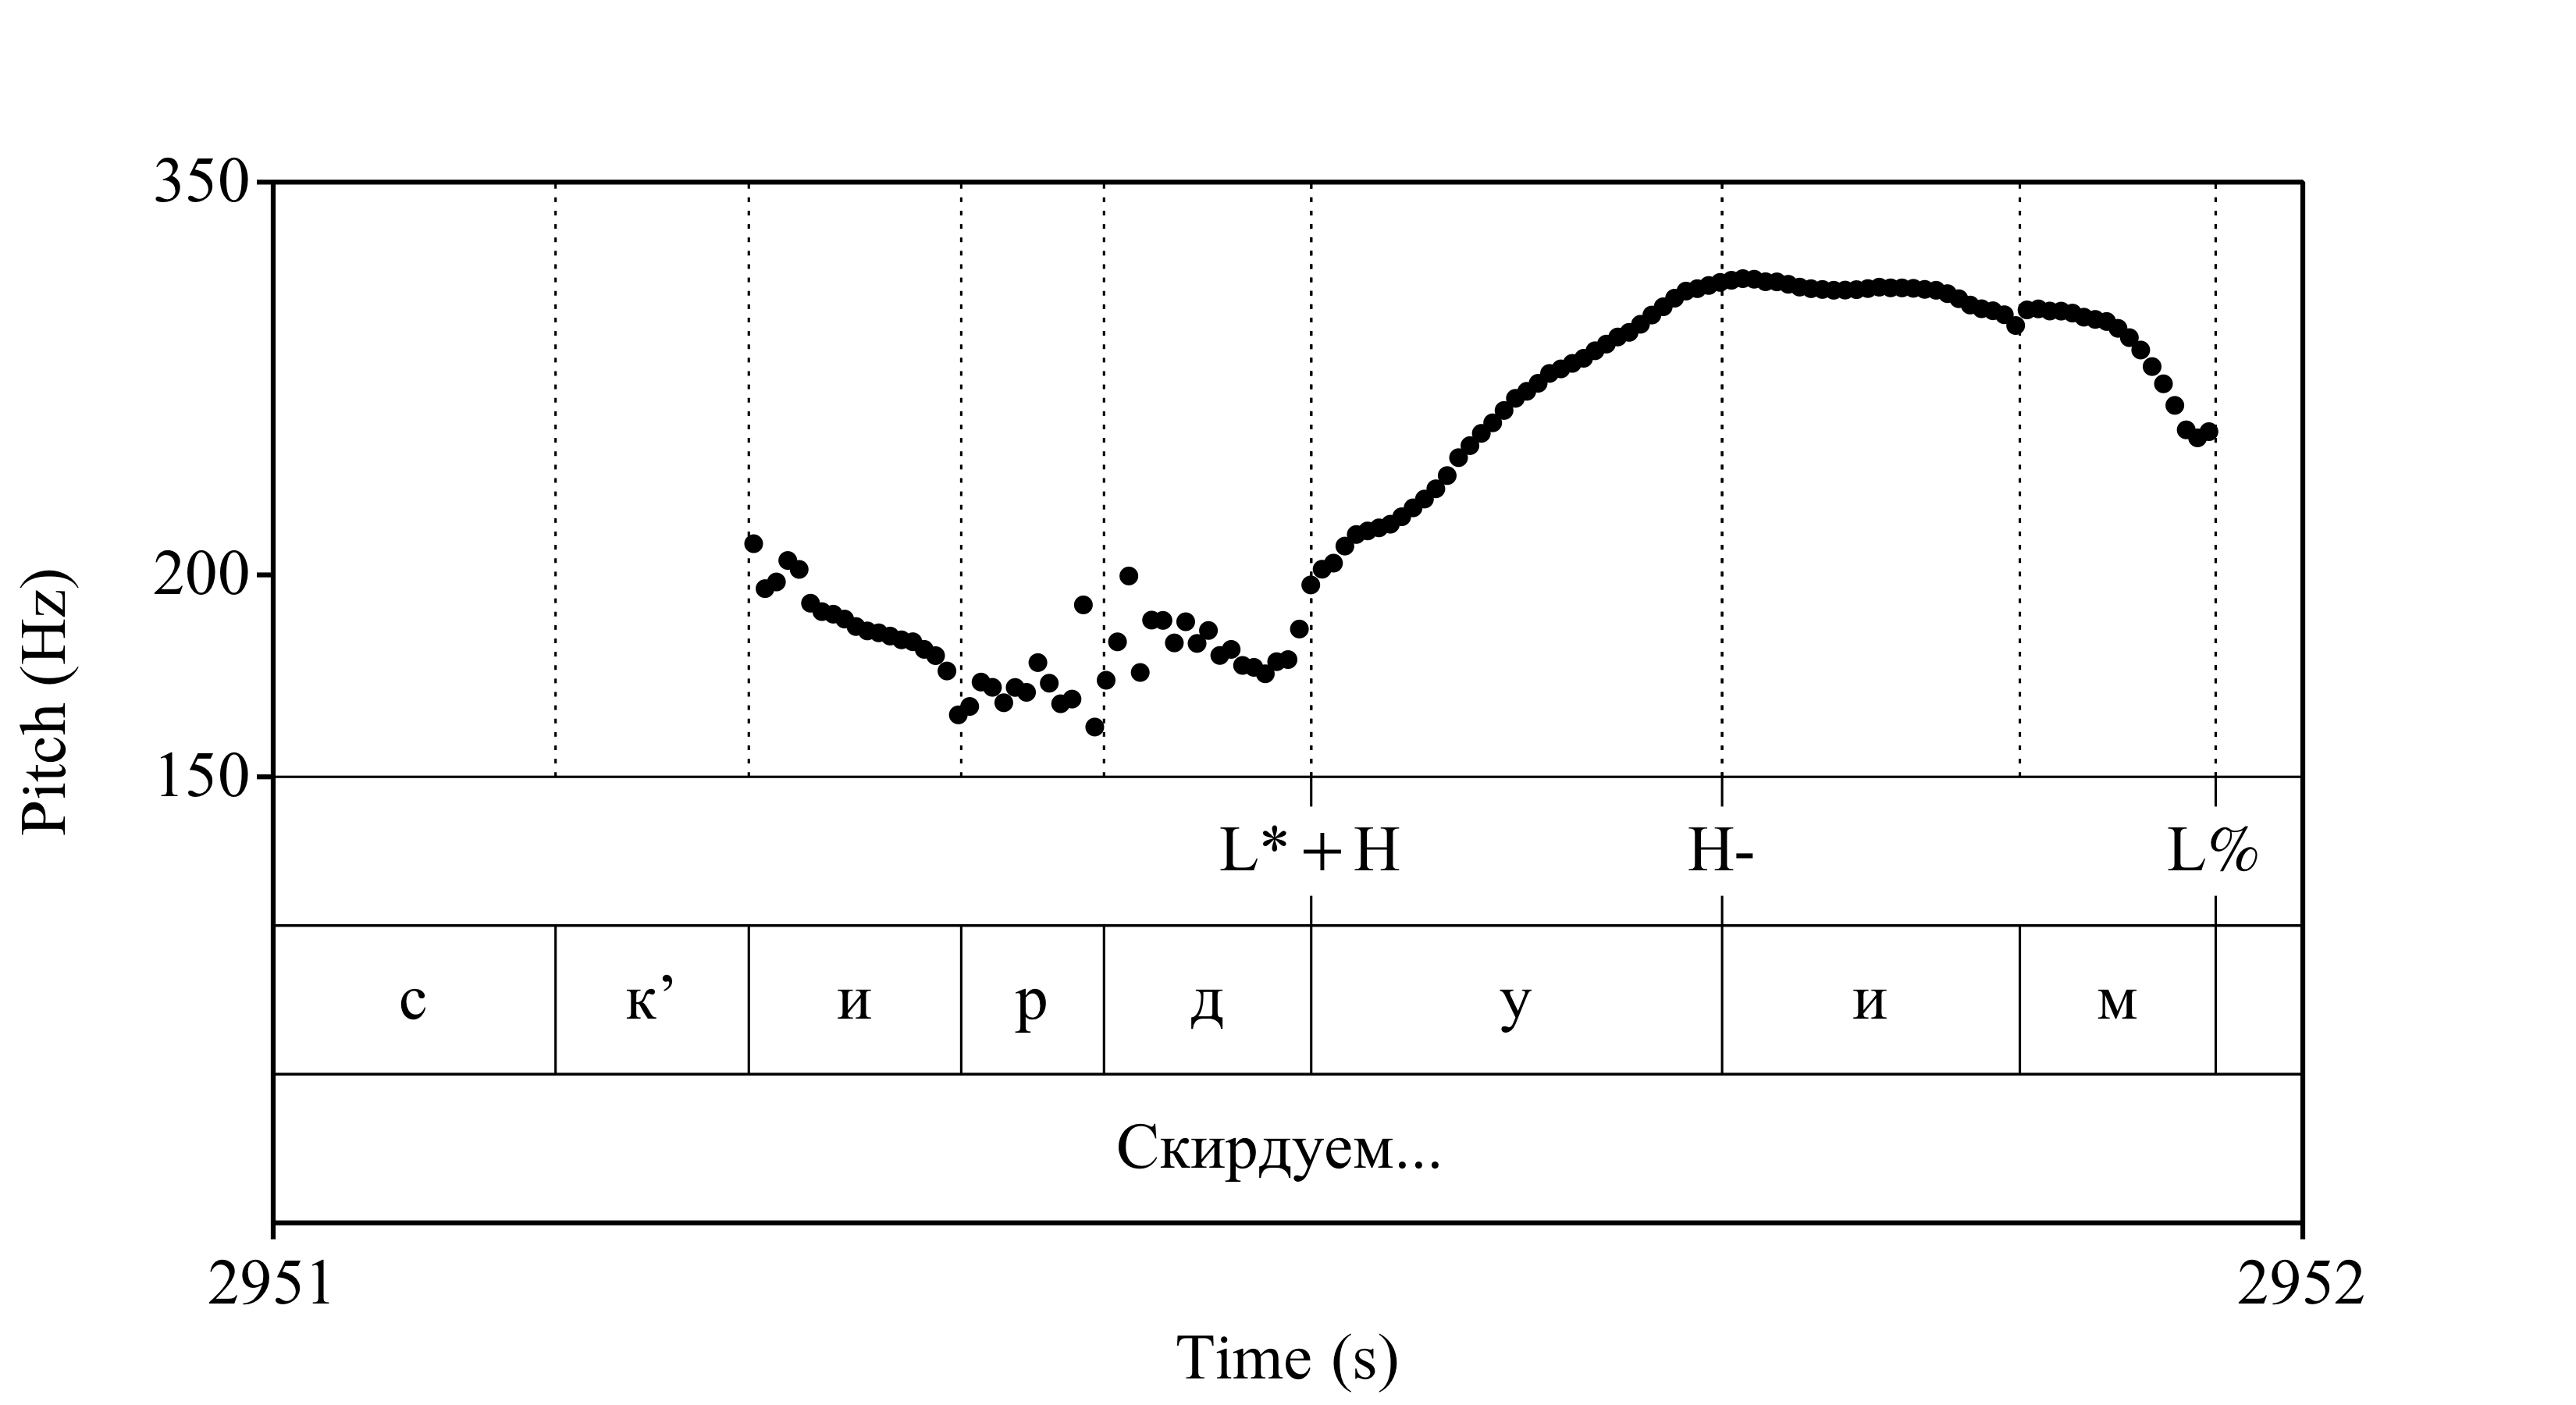 350
200
150
Pitch (Hz)
L*+H H- L%
с к’ и р д у и м
Скирдуем...
2951 2952
Time (s)